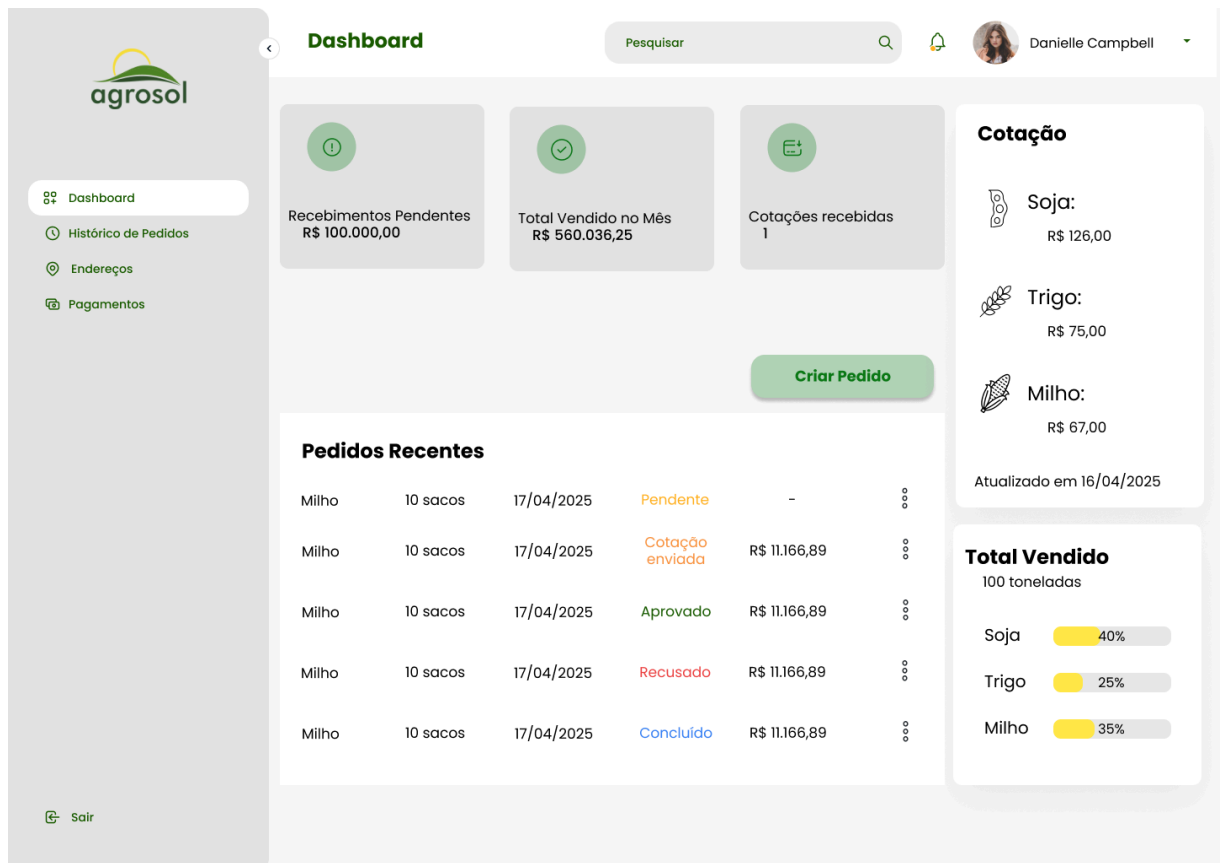 agrosol
Dashboard
Histórico de Pedidos
Endereços
Pagamentos
Sair
Dashboard
Pesquisar
Danielle Campbell
Recebimentos Pendentes
R$ 100.000,00
Total Vendido no Mês
R$ 560.036,25
Cotações recebidas
1
Criar Pedido
Pedidos Recentes
Milho 10 sacos 17/04/2025 Pendente -
Milho 10 sacos 17/04/2025 Cotação enviada R$ 11.166,89
Milho 10 sacos 17/04/2025 Aprovado R$ 11.166,89
Milho 10 sacos 17/04/2025 Recusado R$ 11.166,89
Milho 10 sacos 17/04/2025 Concluído R$ 11.166,89
Cotação
Soja:
R$ 126,00
Trigo:
R$ 75,00
Milho:
R$ 67,00
Atualizado em 16/04/2025
Total Vendido
100 toneladas
Soja 40%
Trigo 25%
Milho 35%